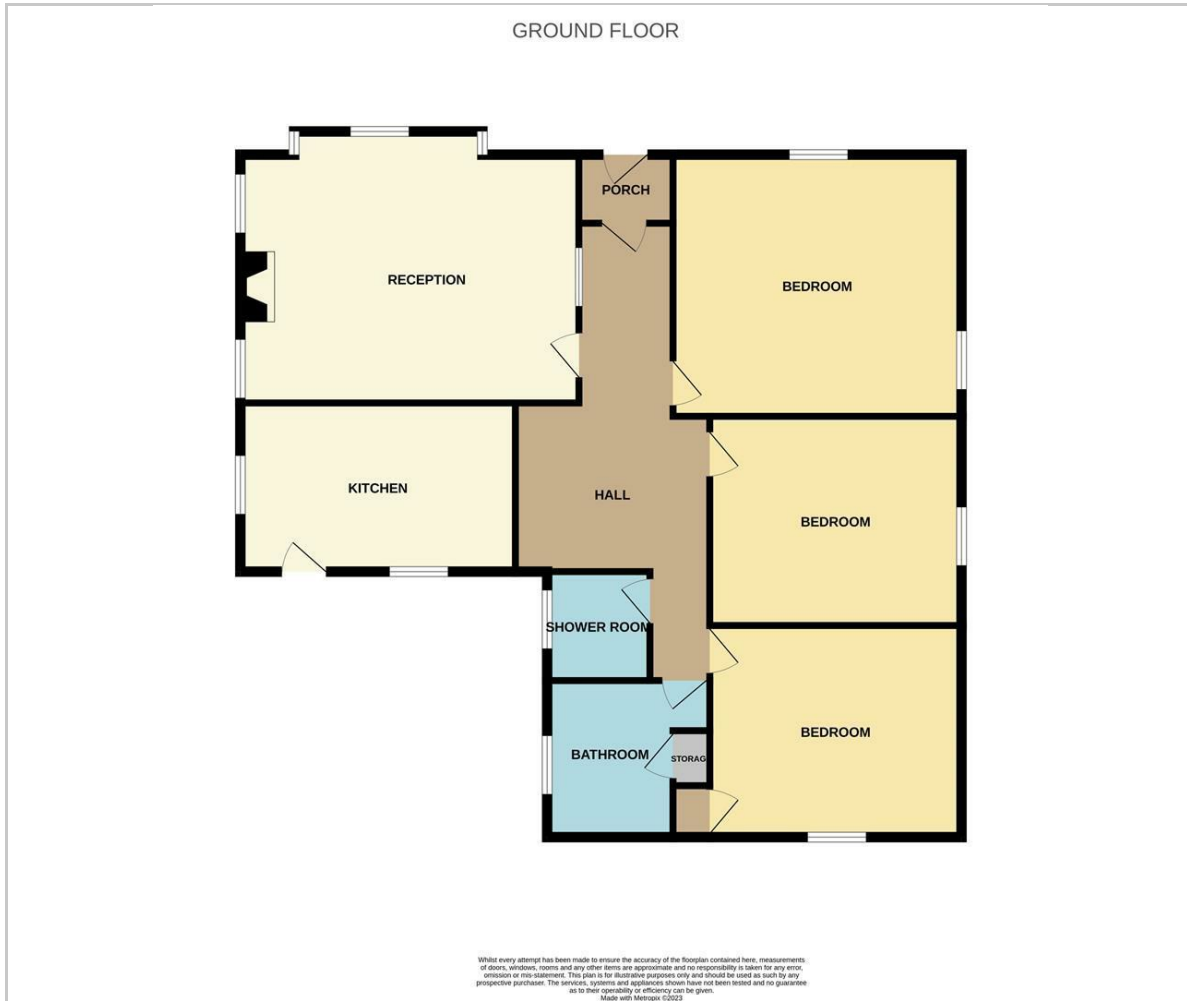 GROUND FLOOR
PORCH
RECEPTION
BEDROOM
KITCHEN
HALL
BEDROOM
SHOWER ROOM
BEDROOM
BATHROOM
STORAG
Whilst every attempt has been made to ensure the accuracy of the floorplan contained here, measurements
of doors, windows, rooms and any other items are approximate and no responsibility is taken for any error,
omission or mis-statement. This plan is for illustrative purposes only and should be used as such by any
prospective purchaser. The services, systems and appliances shown have not been tested and no guarantee
as to their operability or efficiency can be given.
Made with Metropix ©2023